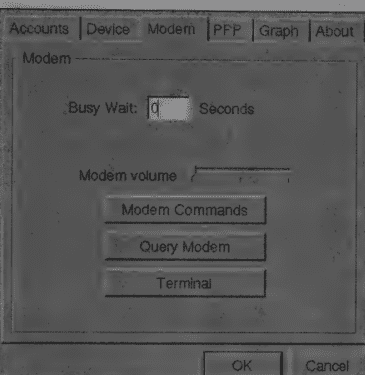 Accounts Device Modem PPP Graph About
Modem
Busy Wait: 0 Seconds
Modem volume
Modem Commands
Query Modem
Terminal
OK Cancel